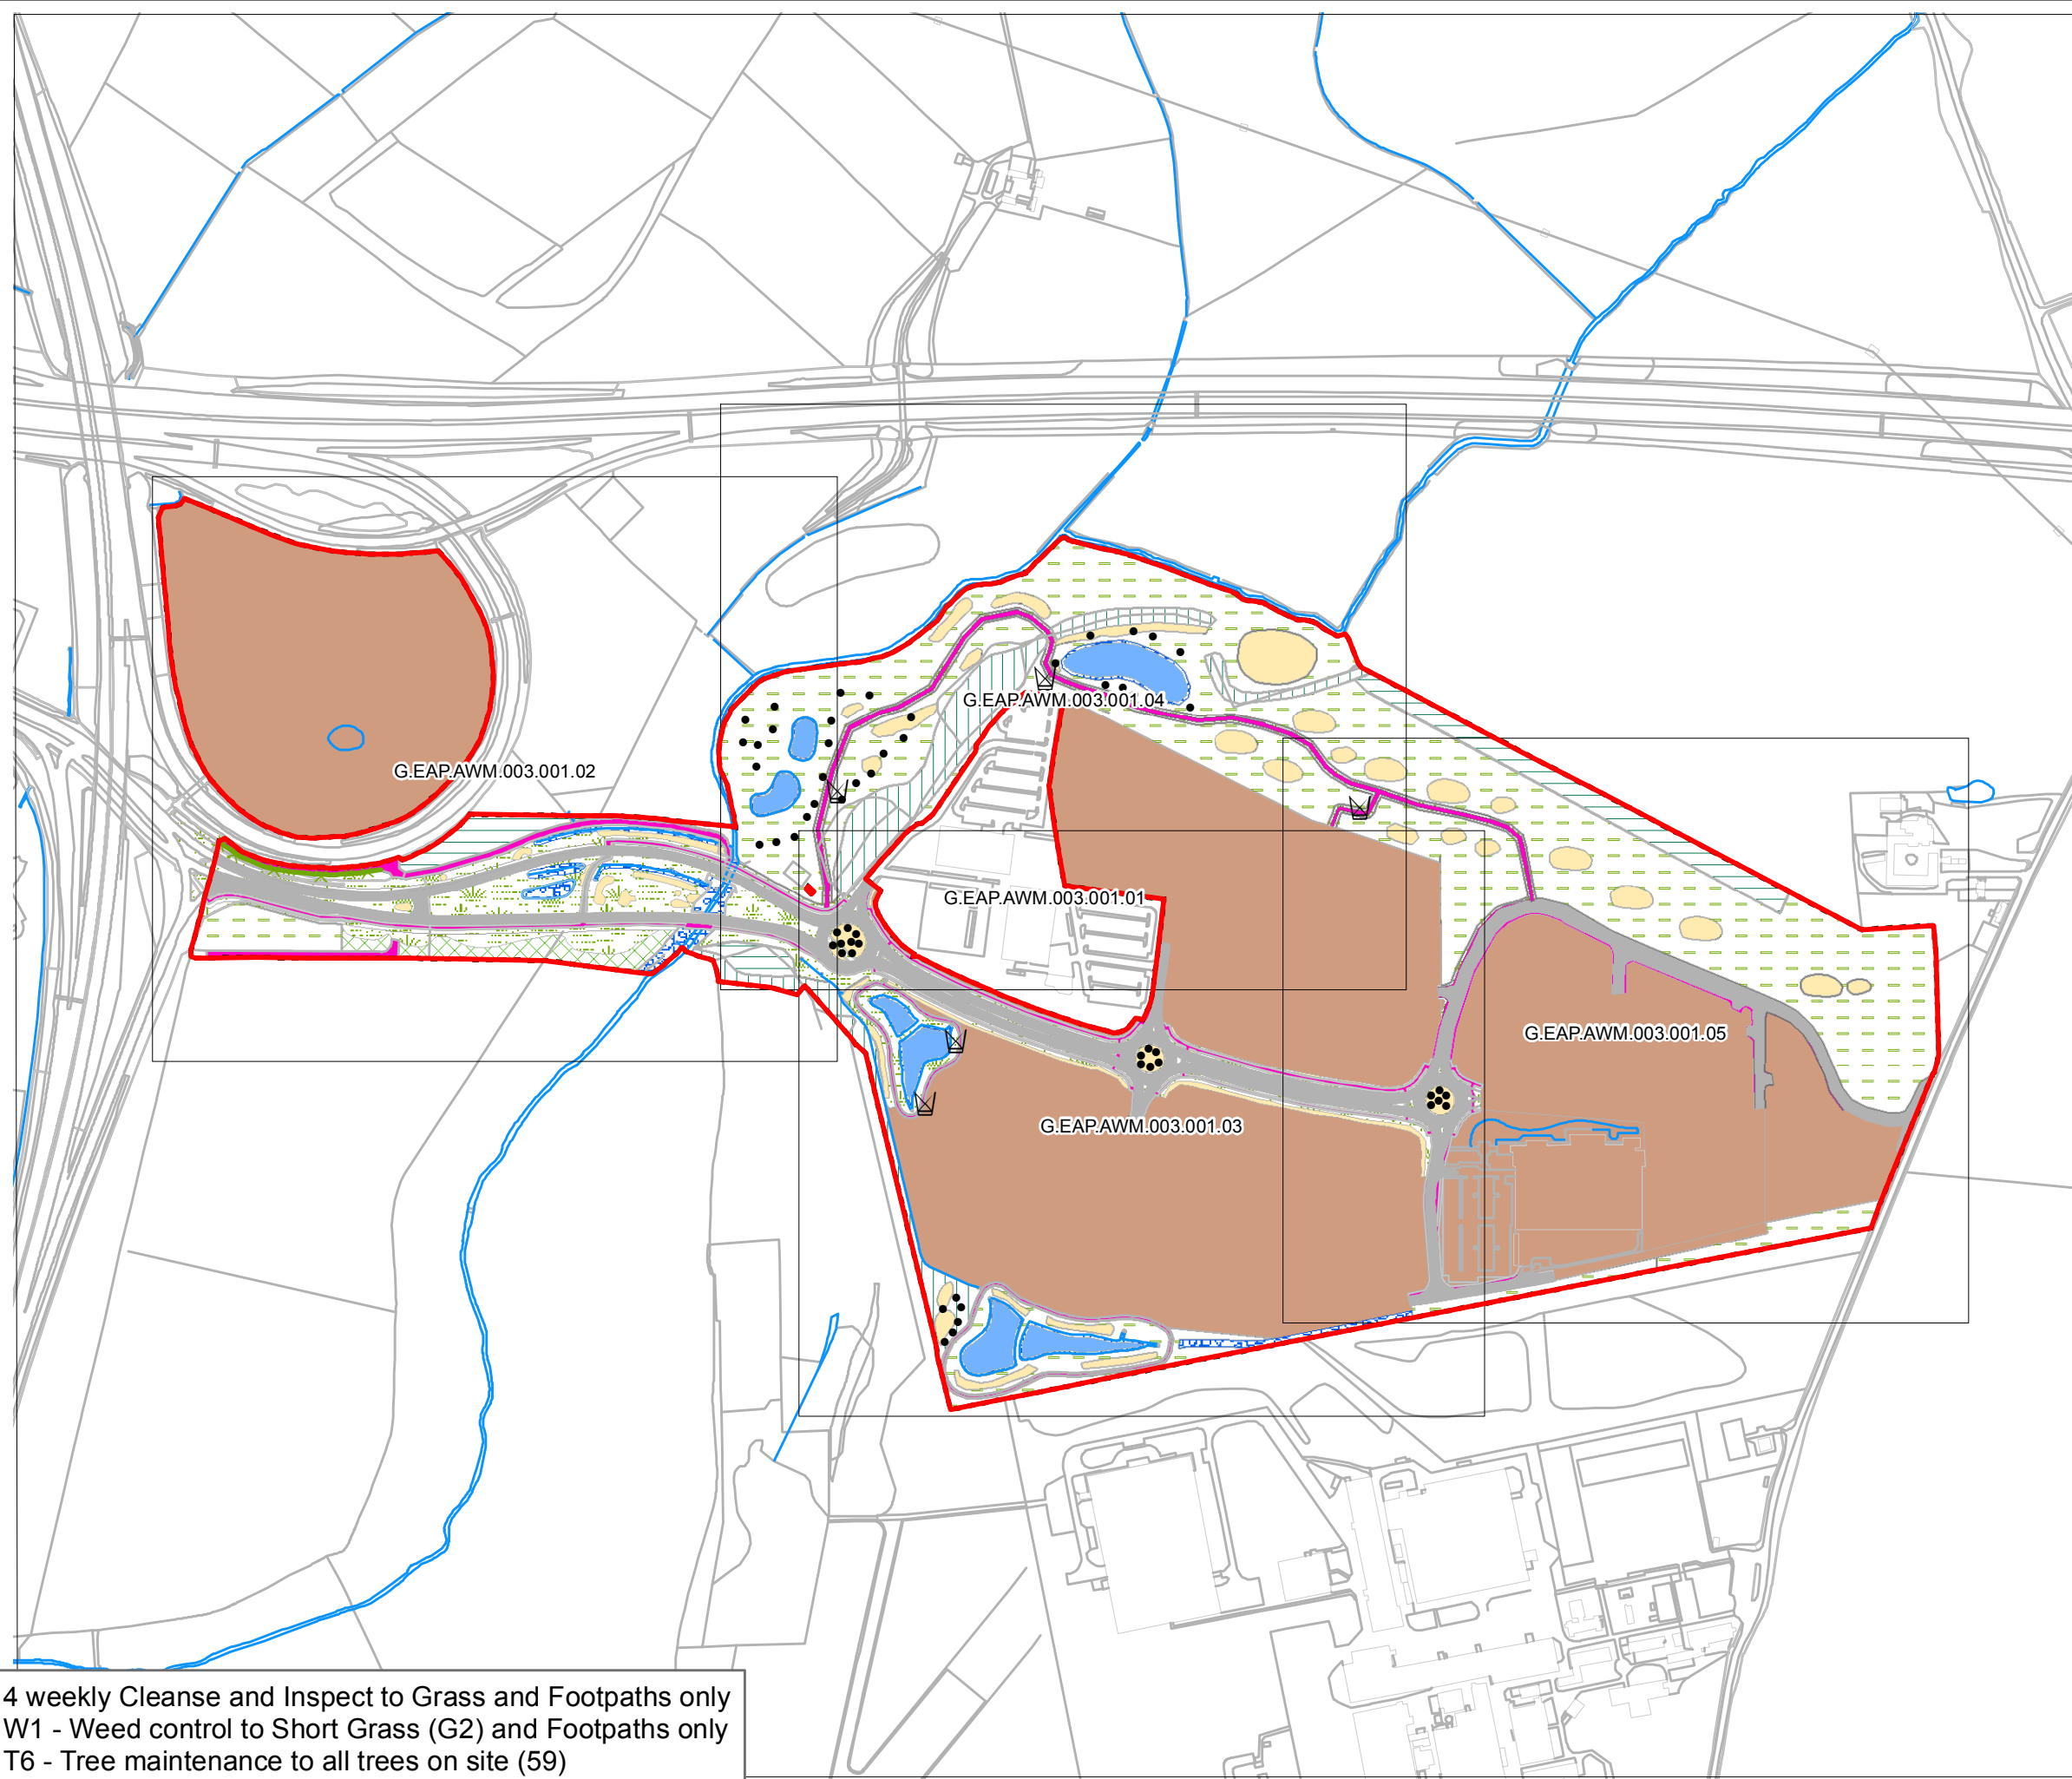 G.EAP.AWM.003.001.04
G.EAP.AWM.003.001.02
G.EAP.AWM.003.001.01
G.EAP.AWM.003.001.05
G.EAP.AWM.003.001.03
4 weekly Cleanse and Inspect to Grass and Footpaths only
W1 - Weed control to Short Grass (G2) and Footpaths only
T6 - Tree maintenance to all trees on site (59)